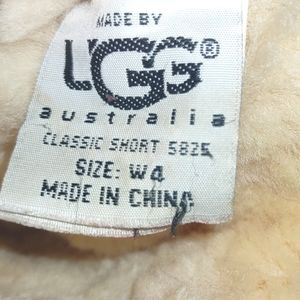 MADE BY
UGG®
australia
CLASSIC SHORT 5825
SIZE: W4
MADE IN CHINA